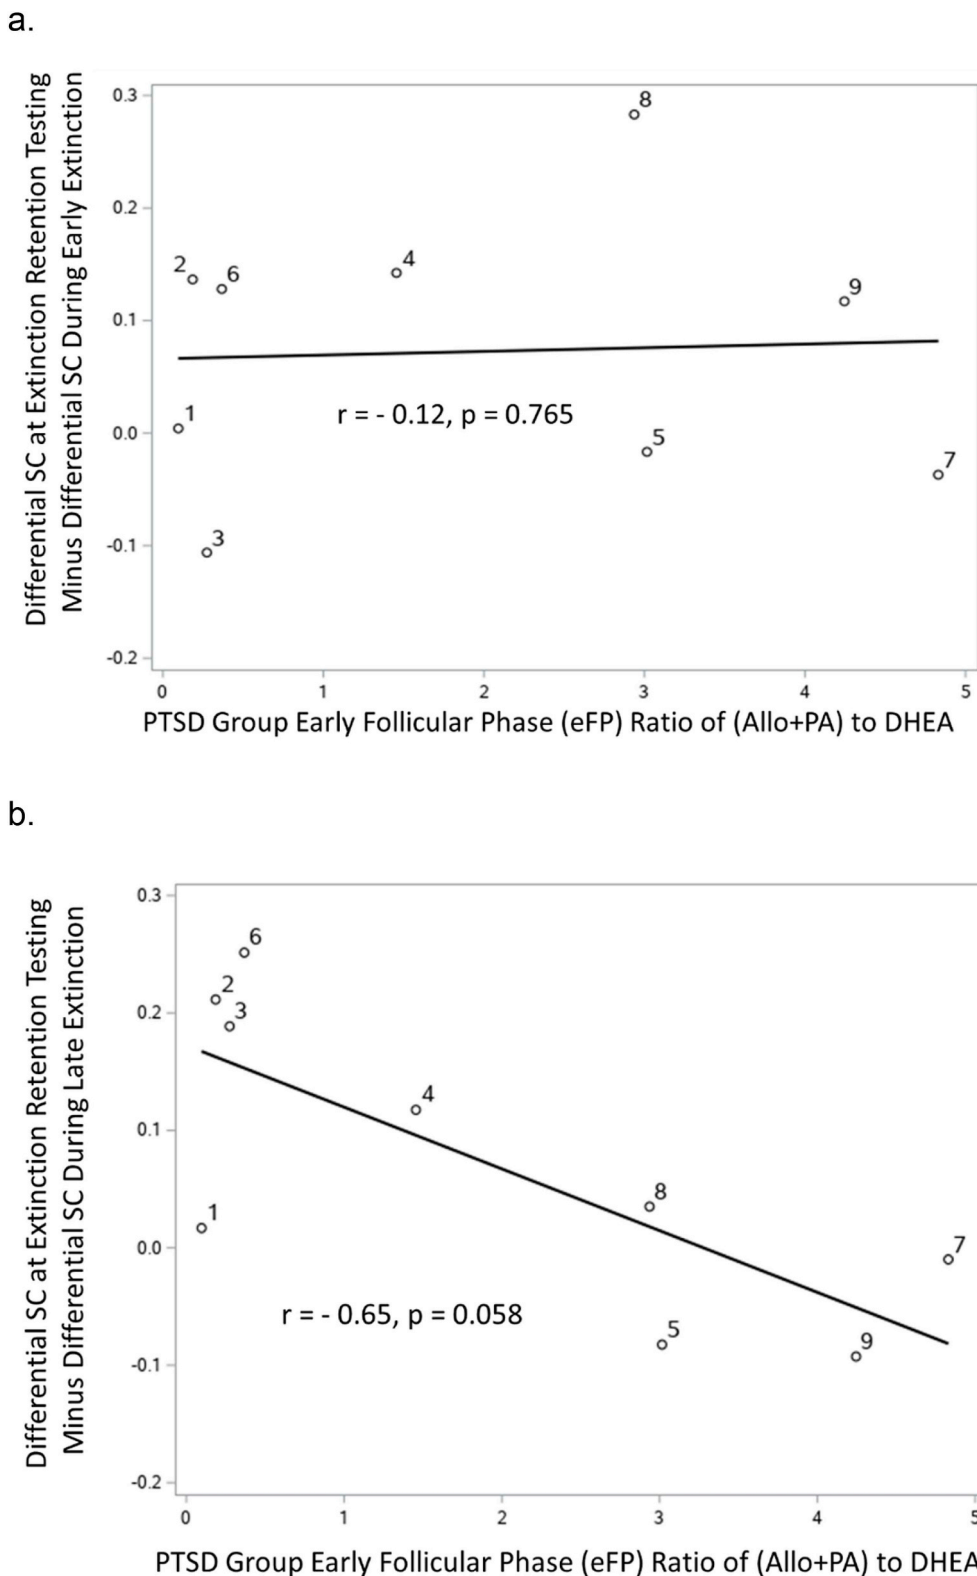 a.
Differential SC at Extinction Retention Testing
Minus Differential SC During Early Extinction
0.3
0.2
0.1
0.0
-0.1
-0.2
8
2
6
4
9
1
r = - 0.12, p = 0.765
5
7
3
0 1 2 3 4 5
PTSD Group Early Follicular Phase (eFP) Ratio of (Allo+PA) to DHEA
b.
Differential SC at Extinction Retention Testing
Minus Differential SC During Late Extinction
0.3
0.2
0.1
0.0
-0.1
-0.2
6
2
3
4
8
1
7
r = - 0.65, p = 0.058
5
9
0 1 2 3 4 5
PTSD Group Early Follicular Phase (eFP) Ratio of (Allo+PA) to DHEA